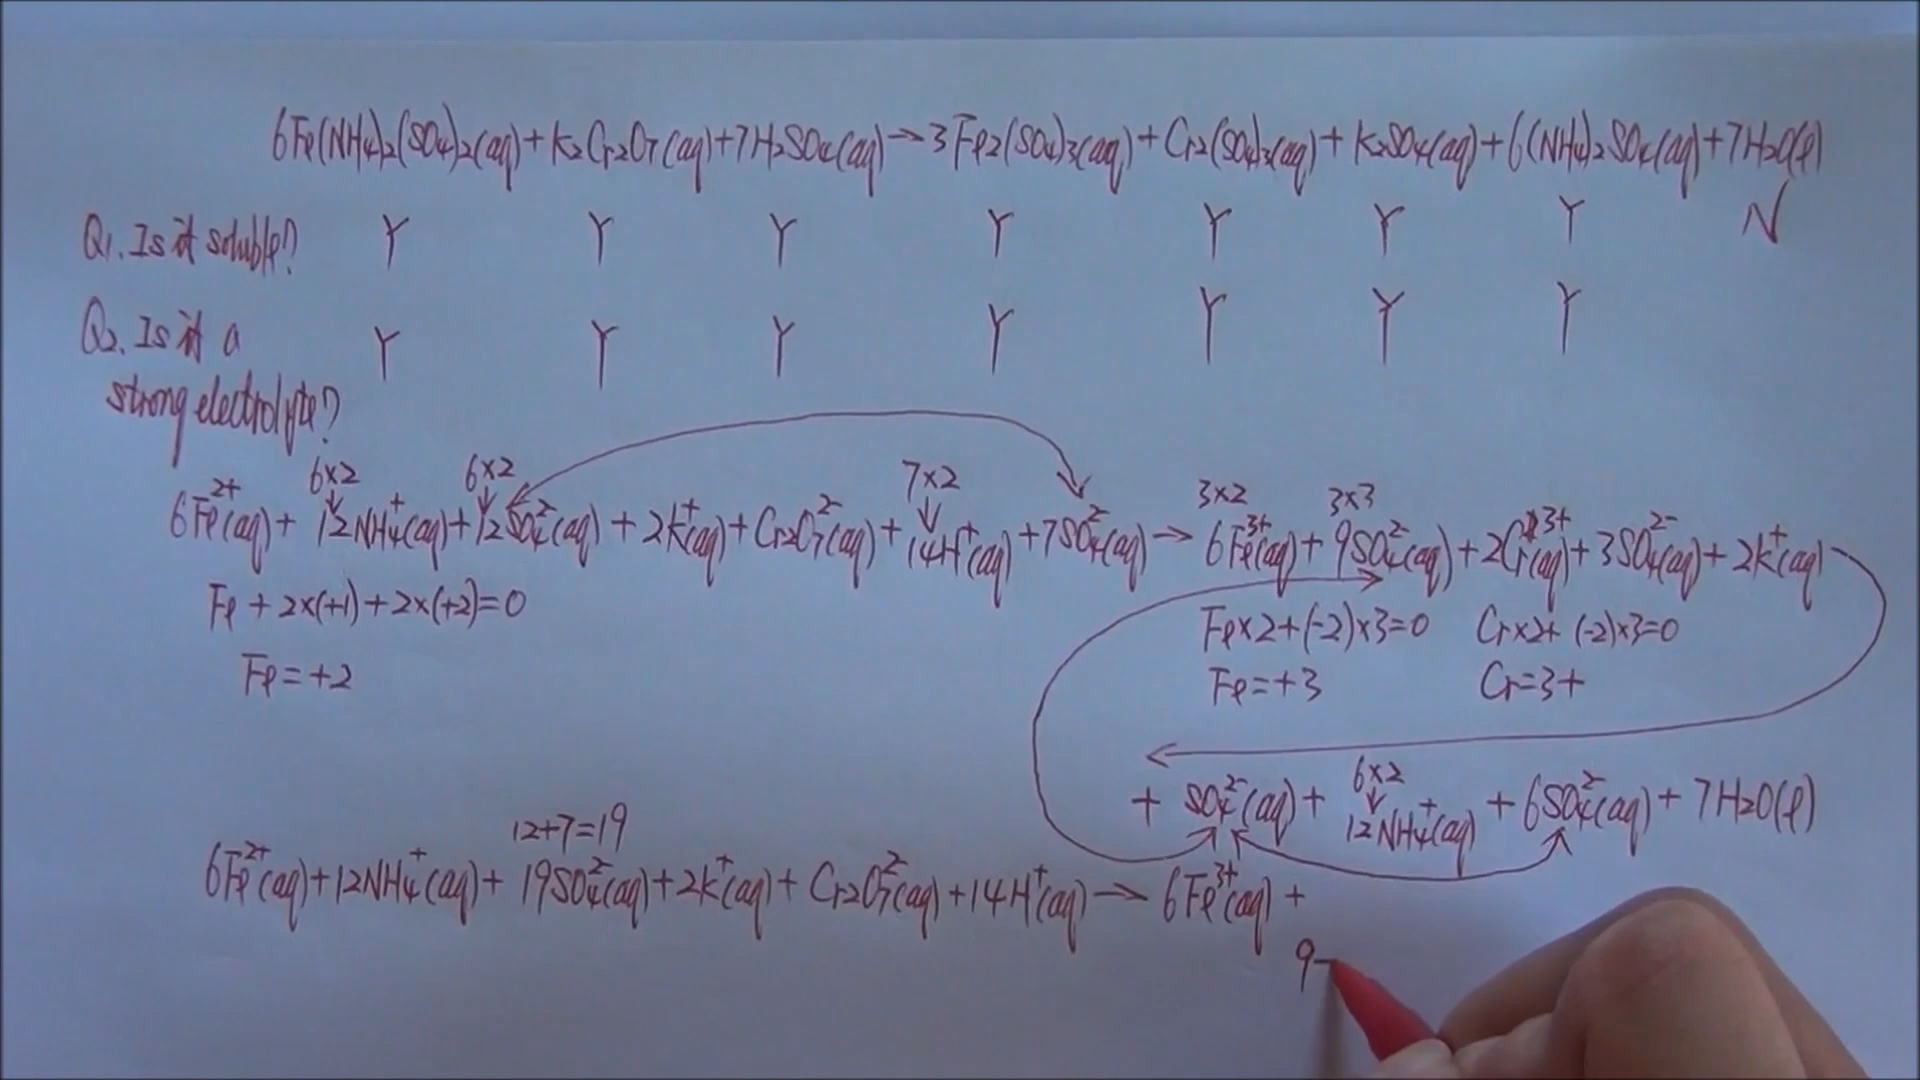 6Fe(NH4)2(SO4)2(aq)+K2Cr2O7(aq)+7H2SO4(aq)→3Fe2(SO4)3(aq)+Cr2(SO4)3(aq)+K2SO4(aq)+6(NH4)2SO4(aq)+7H2O(l)
Q1. Is it soluble? Y Y Y Y Y Y Y N
Q2. Is it a Y Y Y Y Y Y Y
strong electrolyte?
6×2 6×2 7×2 3×2 3×3
6Fe²⁺(aq)+12NH4⁺(aq)+12SO4²⁻(aq)+2K⁺(aq)+Cr2O7²⁻(aq)+14H⁺(aq)+7SO4²⁻(aq)→6Fe³⁺(aq)+9SO4²⁻(aq)+2Cr³⁺(aq)+3SO4²⁻(aq)+2K⁺(aq)
Fe+2×(+1)+2×(+2)=0 Fe×2+(-2)×3=0 Cr×2+(-2)×3=0
Fe=+2 Fe=+3 Cr=3+
6×2
+ SO4²⁻(aq)+12NH4⁺(aq)+6SO4²⁻(aq)+7H2O(l)
12+7=19
6Fe²⁺(aq)+12NH4⁺(aq)+19SO4²⁻(aq)+2K⁺(aq)+Cr2O7²⁻(aq)+14H⁺(aq)→6Fe³⁺(aq)+
9-